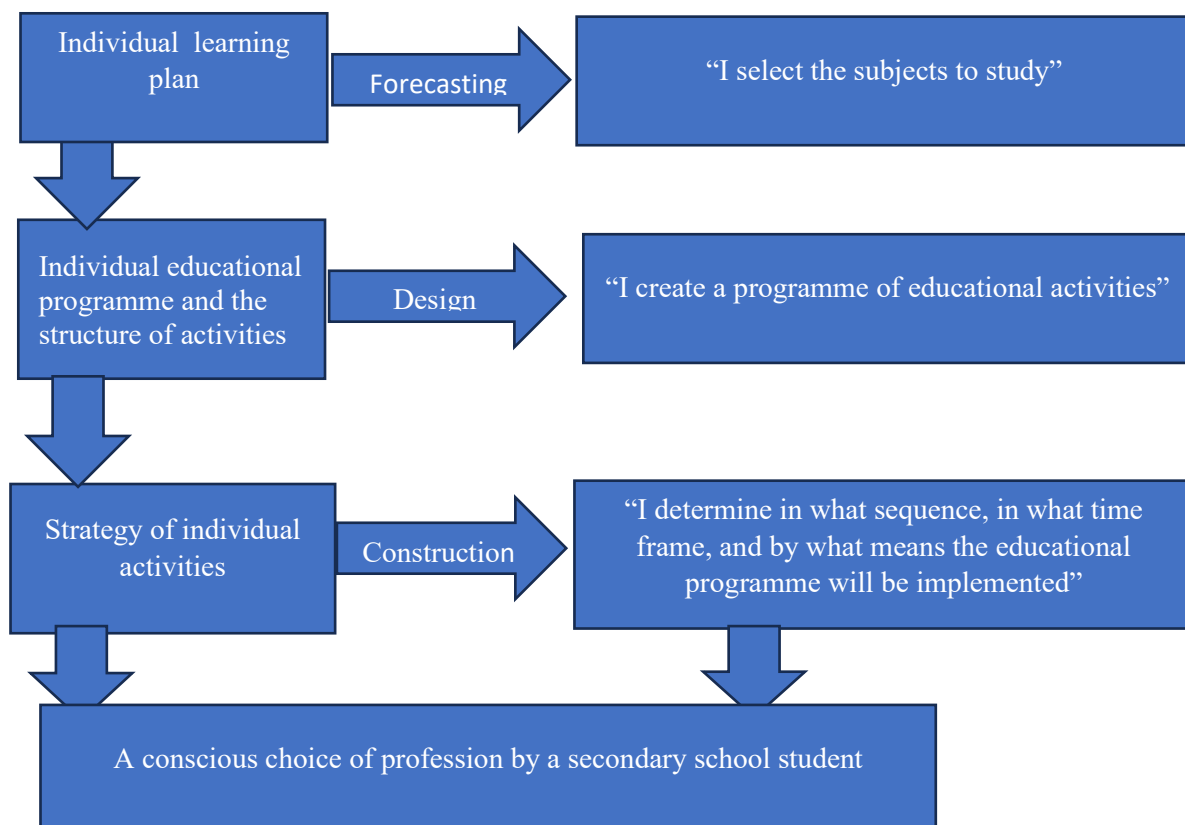 Individual learning
plan
Forecasting
“I select the subjects to study”
Individual educational
programme and the
structure of activities
Design
“I create a programme of educational activities”
Strategy of individual
activities
Construction
“I determine in what sequence, in what time
frame, and by what means the educational
programme will be implemented”
A conscious choice of profession by a secondary school student